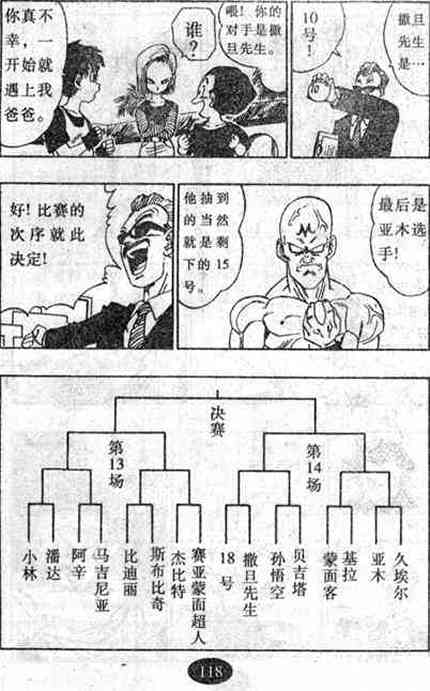 撒旦
先生
是…
10
号！
喂！你的
对手是撒
旦先生。
谁？
你真不
幸，一
开始就
遇上我
爸爸。
最后是
亚木选
手！
他抽到
的当然
就是剩
下的15
号。
好！比赛的
次序就此
决定！
决赛
第13场
第14场
小林
潘达
阿辛
马吉尼亚
比迪丽
斯布比奇
杰比特
赛亚蒙面超人
18号
撒旦先生
孙悟空
贝吉塔
蒙面客
基拉
亚木
久埃尔
118